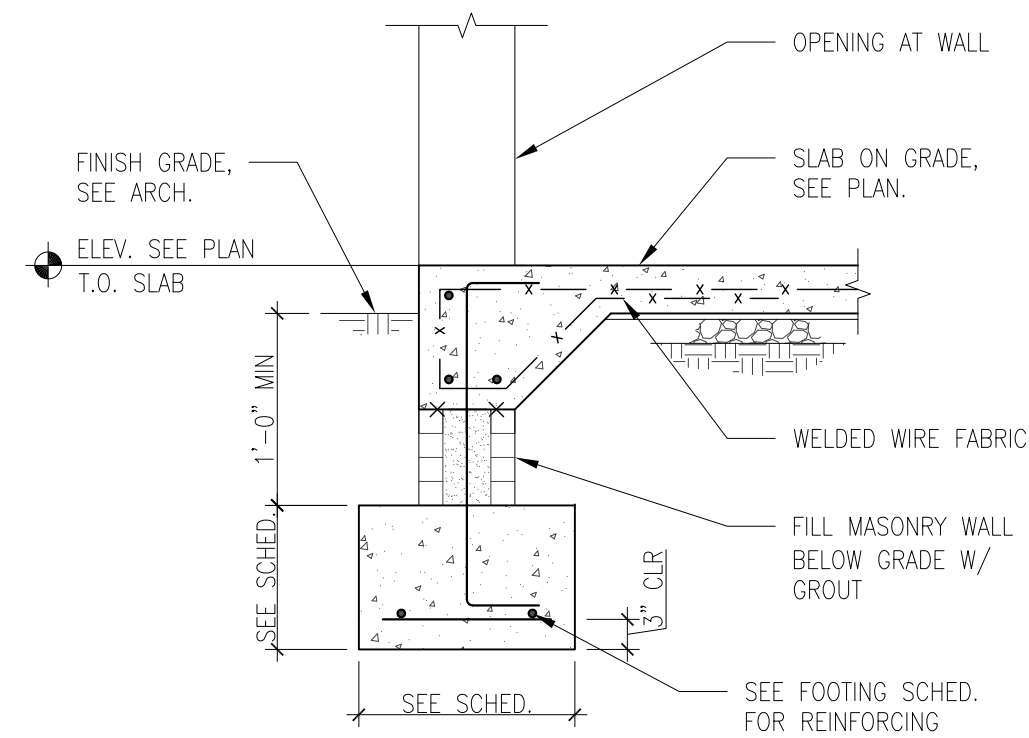 OPENING AT WALL
FINISH GRADE,
SEE ARCH.
SLAB ON GRADE,
SEE PLAN.
ELEV. SEE PLAN
T.O. SLAB
1'-0" MIN
WELDED WIRE FABRIC
SEE SCHED.
FILL MASONRY WALL
BELOW GRADE W/
GROUT
3" CLR
SEE SCHED.
SEE FOOTING SCHED.
FOR REINFORCING